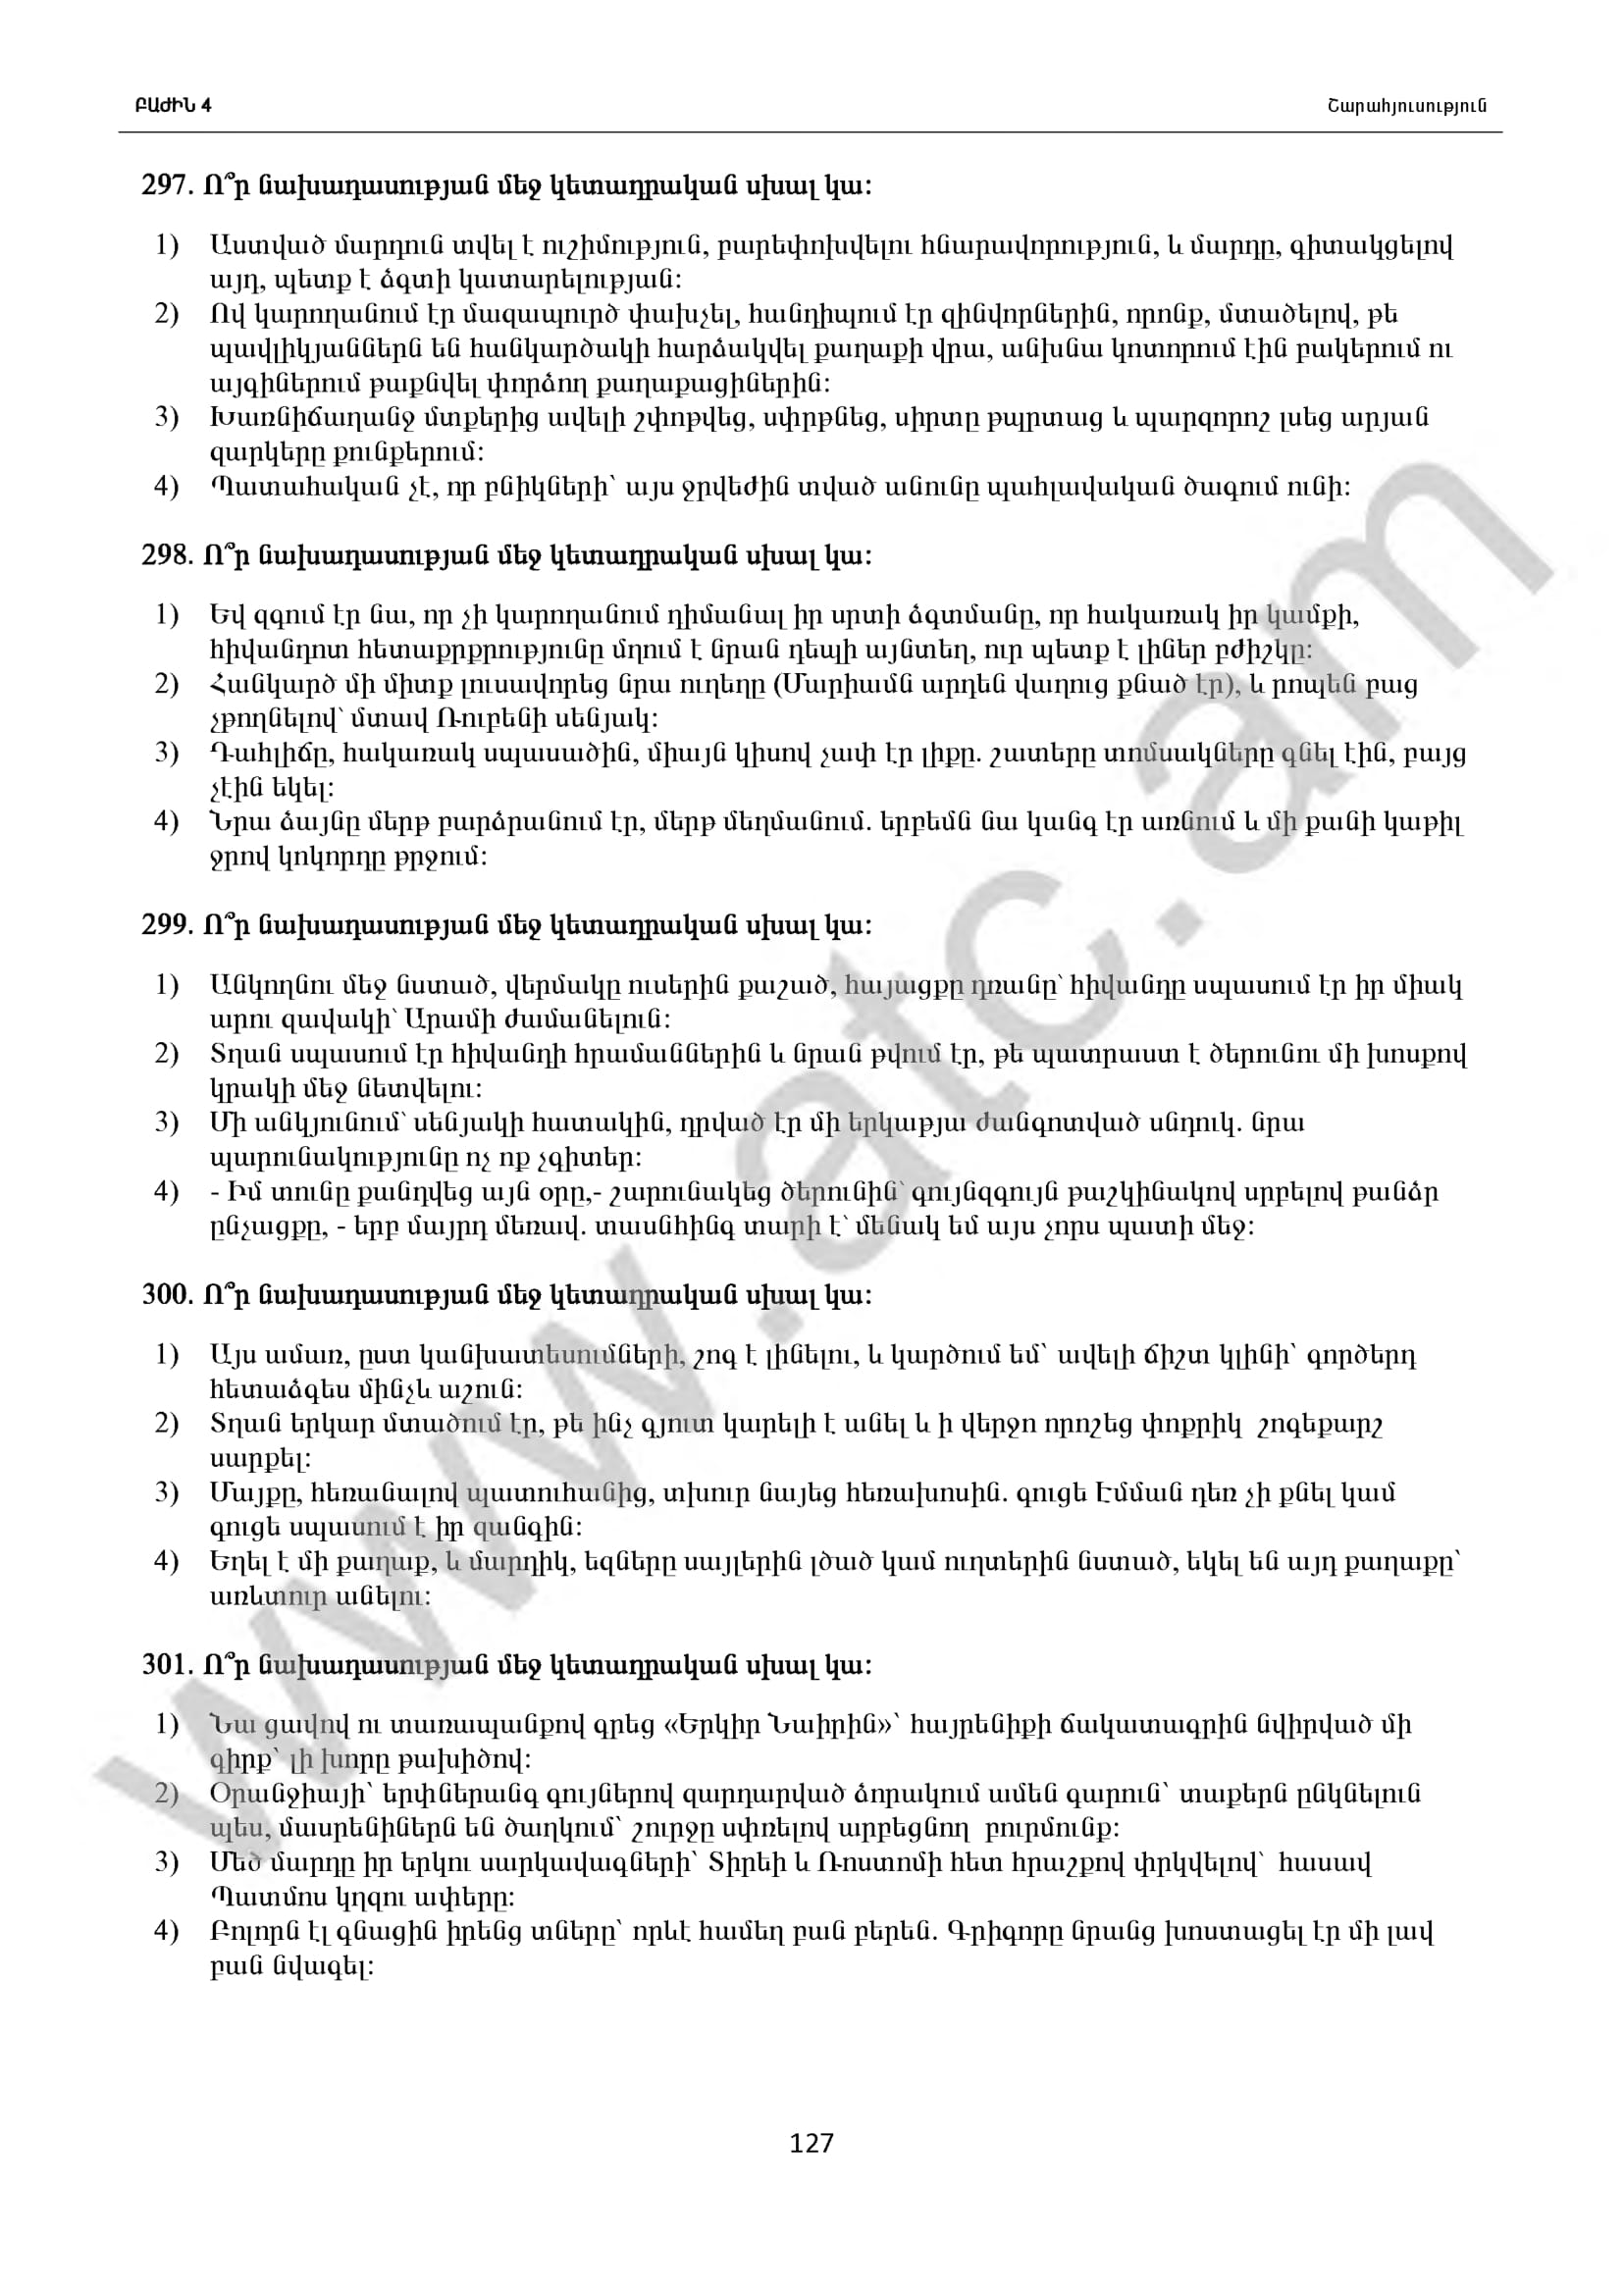 ԲԱԺԻՆ 4 Շարահյուսություն
297. Ո՞ր նախադասության մեջ կետադրական սխալ կա:
1) Աստված մարդուն տվել է ուշիմություն, բարեփոխվելու հնարավորություն, և մարդը, գիտակցելով
այդ, պետք է ձգտի կատարելության:
2) Ով կարողանում էր մազապուրծ փախչել, հանդիպում էր զինվորներին, որոնք, մտածելով, թե
պավլիկյաններն են հանկարծակի հարձակվել քաղաքի վրա, անխնա կոտորում էին բակերում ու
այգիներում թաքնվել փորձող քաղաքացիներին:
3) Խառնիճաղանջ մտքերից ավելի շփոթվեց, սփրթնեց, սիրտը թպրտաց և պարզորոշ լսեց արյան
զարկերը քունքերում:
4) Պատահական չէ, որ բնիկների՝ այս ջրվեժին տված անունը պահլավական ծագում ունի:
298. Ո՞ր նախադասության մեջ կետադրական սխալ կա:
1) Եվ զգում էր նա, որ չի կարողանում դիմանալ իր սրտի ձգտմանը, որ հակառակ իր կամքի,
հիվանդոտ հետաքրքրությունը մղում է նրան դեպի այնտեղ, ուր պետք է լիներ բժիշկը:
2) Հանկարծ մի միտք լուսավորեց նրա ուղեղը (Մարիամն արդեն վաղուց քնած էր), և րոպեն բաց
չթողնելով՝ մտավ Ռուբենի սենյակ:
3) Դահլիճը, հակառակ սպասածին, միայն կիսով չափ էր լիքը. շատերը տոմսակները գնել էին, բայց
չէին եկել:
4) Նրա ձայնը մերթ բարձրանում էր, մերթ մեղմանում. երբեմն նա կանգ էր առնում և մի քանի կաթիլ
ջրով կոկորդը թրջում:
299. Ո՞ր նախադասության մեջ կետադրական սխալ կա:
1) Անկողնու մեջ նստած, վերմակը ուսերին քաշած, հայացքը դռանը՝ հիվանդը սպասում էր իր միակ
արու զավակի՝ Արամի ժամանելուն:
2) Տղան սպասում էր հիվանդի հրամաններին և նրան թվում էր, թե պատրաստ է ծերունու մի խոսքով
կրակի մեջ նետվելու:
3) Մի անկյունում՝ սենյակի հատակին, դրված էր մի երկաթյա ժանգոտված սնդուկ. նրա
պարունակությունը ոչ ոք չգիտեր:
4) - Իմ տունը քանդվեց այն օրը,- շարունակեց ծերունին՝ գույնզգույն թաշկինակով սրբելով թանձր
ընչացքը, - երբ մայրդ մեռավ. տասնհինգ տարի է՝ մենակ եմ այս չորս պատի մեջ:
300. Ո՞ր նախադասության մեջ կետադրական սխալ կա:
1) Այս ամառ, ըստ կանխատեսումների, շոգ է լինելու, և կարծում եմ՝ ավելի ճիշտ կլինի՝ գործերդ
հետաձգես մինչև աշուն:
2) Տղան երկար մտածում էր, թե ինչ գյուտ կարելի է անել և ի վերջո որոշեց փոքրիկ շոգեքարշ
սարքել:
3) Մայքը, հեռանալով պատուհանից, տխուր նայեց հեռախոսին. գուցե Էմման դեռ չի քնել կամ
գուցե սպասում է իր զանգին:
4) Եղել է մի քաղաք, և մարդիկ, եզները սայլերին լծած կամ ուղտերին նստած, եկել են այդ քաղաքը՝
առևտուր անելու:
301. Ո՞ր նախադասության մեջ կետադրական սխալ կա:
1) Նա ցավով ու տառապանքով գրեց «Երկիր Նաիրին»՝ հայրենիքի ճակատագրին նվիրված մի
գիրք՝ լի խորը թախիծով:
2) Օրանջիայի՝ երփներանգ գույներով զարդարված ձորակում ամեն գարուն՝ տաքերն ընկնելուն
պես, մասրենիներն են ծաղկում՝ շուրջը սփռելով արբեցնող բուրմունք:
3) Մեծ մարդը իր երկու սարկավագների՝ Տիրեի և Ռոստոմի հետ հրաշքով փրկվելով՝ հասավ
Պատմոս կղզու ափերը:
4) Բոլորն էլ գնացին իրենց տները՝ որևէ համեղ բան բերեն. Գրիգորը նրանց խոստացել էր մի լավ
բան նվագել:
127
www.atc.am